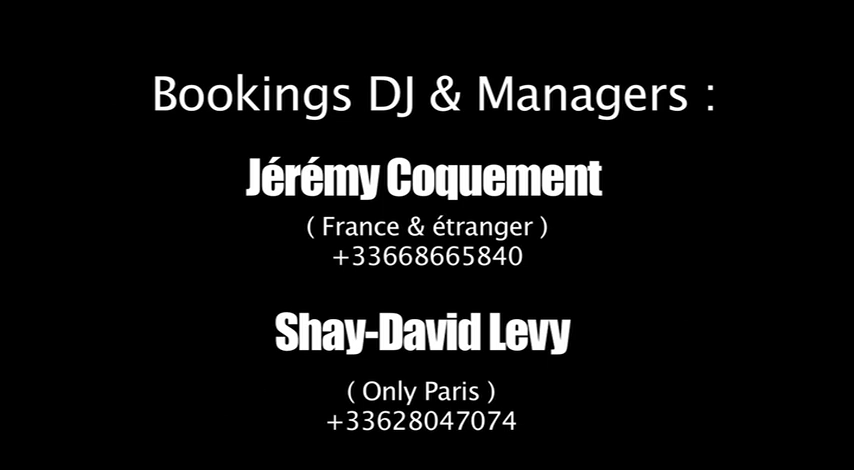 Bookings DJ & Managers :
Jérémy Coquement
( France & étranger )
+33668665840
Shay-David Levy
( Only Paris )
+33628047074